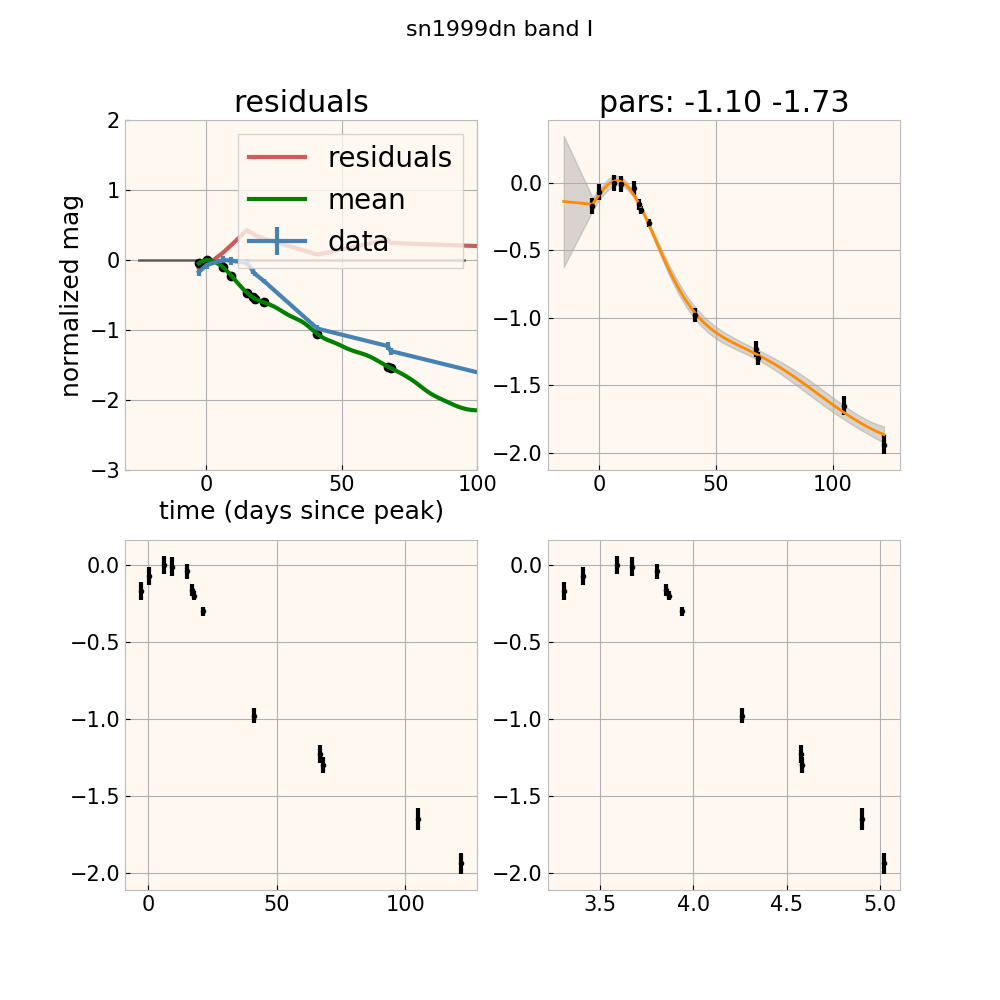 sn1999dn band I
residuals
pars: -1.10 -1.73
normalized mag
2
1
0
−1
−2
−3
residuals
mean
data
0 50 100
time (days since peak)
0.0
−0.5
−1.0
−1.5
−2.0
0 50 100
0.0
−0.5
−1.0
−1.5
−2.0
0 50 100
0.0
−0.5
−1.0
−1.5
−2.0
3.5 4.0 4.5 5.0